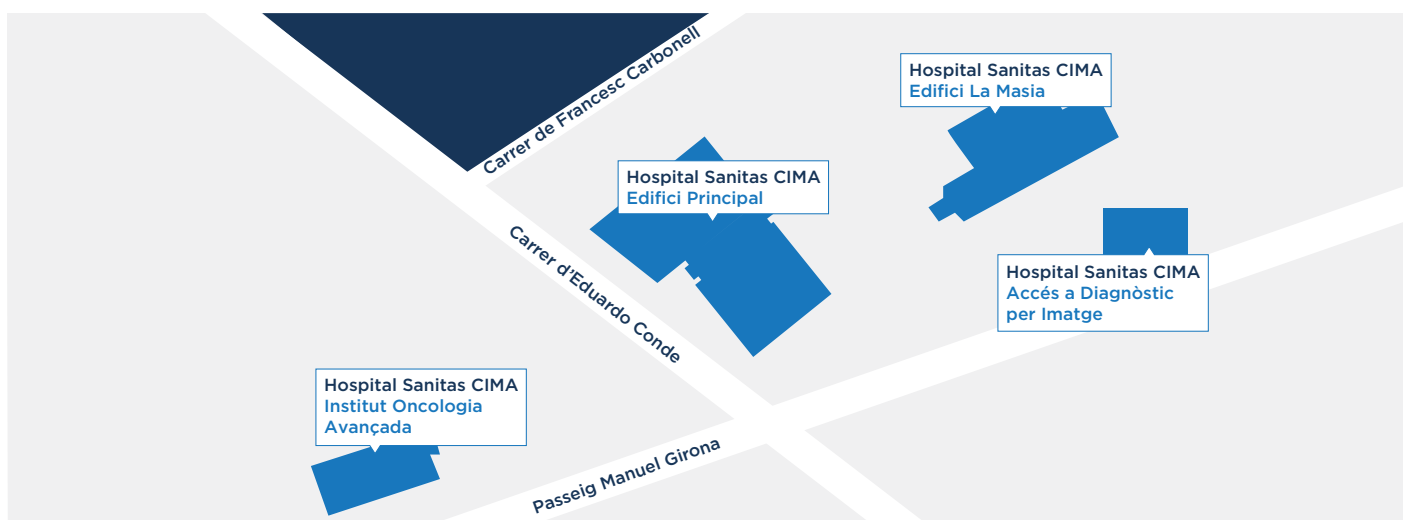 Carrer de Francesc Carbonell
Hospital Sanitas CIMA
Edifici La Masia
Hospital Sanitas CIMA
Edifici Principal
Carrer d'Eduardo Conde
Hospital Sanitas CIMA
Accés a Diagnòstic
per Imatge
Hospital Sanitas CIMA
Institut Oncologia
Avançada
Passeig Manuel Girona